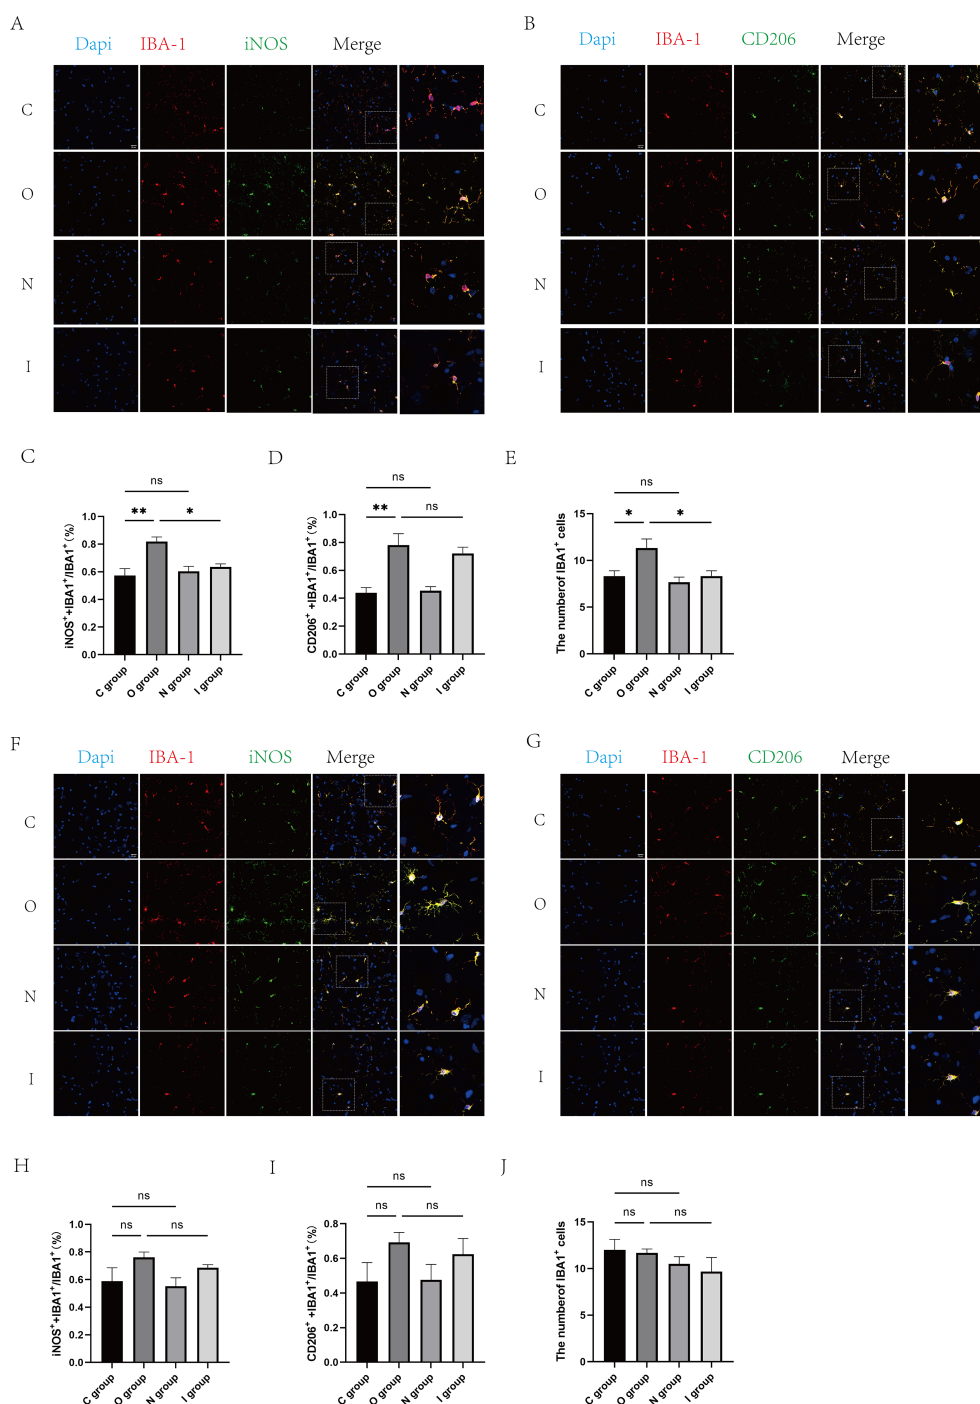 A
B
Dapi IBA-1 iNOS Merge
Dapi IBA-1 CD206 Merge
C
O
N
I
C
O
N
I
C
iNOS⁺+IBA1⁺/IBA1⁺(%)
1.0
0.8
0.6
0.4
0.2
0.0
ns
** *
C group O group N group I group
D
CD206⁺ +IBA1⁺/IBA1⁺(%)
1.0
0.8
0.6
0.4
0.2
0.0
ns
** ns
C group O group N group I group
E
The numberof IBA1⁺ cells
15
10
5
0
ns
* *
C group O group N group I group
F
G
Dapi IBA-1 iNOS Merge
Dapi IBA-1 CD206 Merge
C
O
N
I
C
O
N
I
H
iNOS⁺+IBA1⁺/IBA1⁺(%)
1.0
0.8
0.6
0.4
0.2
0.0
ns
ns ns
C group O group N group I group
I
CD206⁺ +IBA1⁺/IBA1⁺(%)
0.8
0.6
0.4
0.2
0.0
ns
ns ns
C group O group N group I group
J
The numberof IBA1⁺ cells
15
10
5
0
ns
ns ns
C group O group N group I group